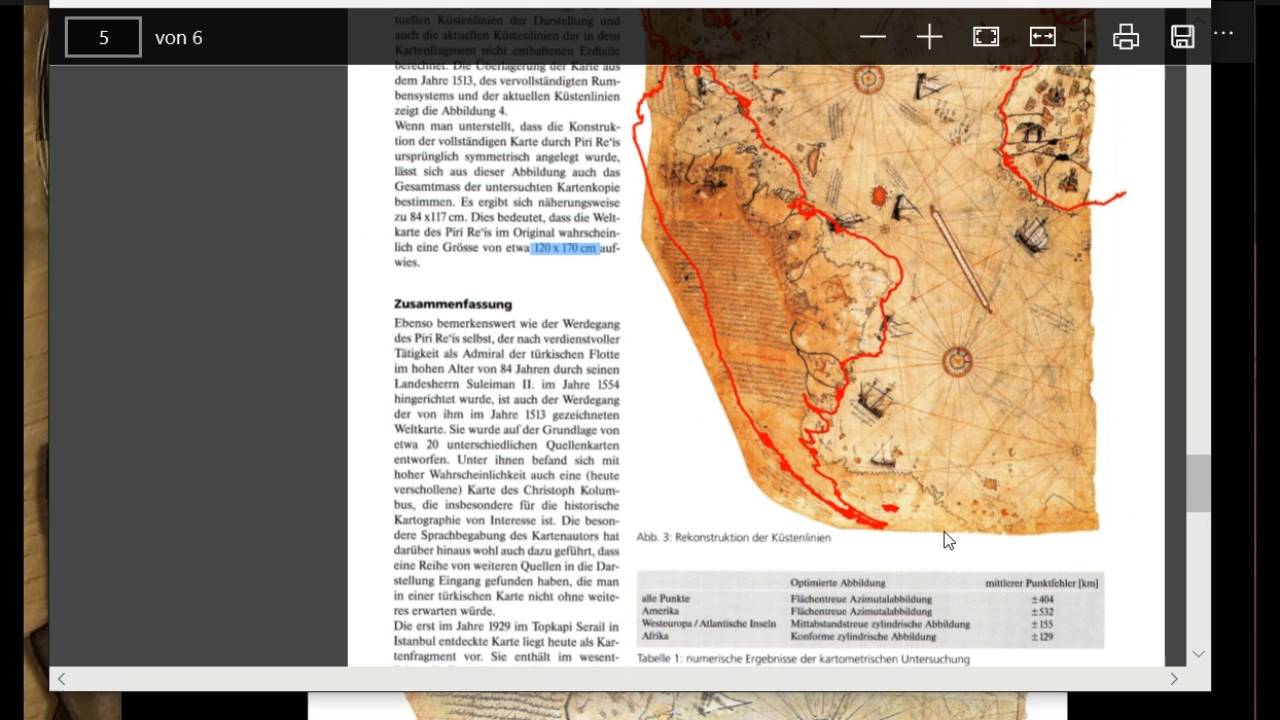 5 von 6
tuellen Küstenlinien der Darstellung und
auch die aktuellen Küstenlinien der in dem
Kartenfragment nicht enthaltenen Erdteile
berechnet. Die Überlagerung der Karte aus
dem Jahre 1513, des vervollständigten Rum-
bensystems und der aktuellen Küstenlinien
zeigt die Abbildung 4.
Wenn man unterstellt, dass die Konstruk-
tion der vollständigen Karte durch Piri Re'is
ursprünglich symmetrisch angelegt wurde,
lässt sich aus dieser Abbildung auch das
Gesamtmass der untersuchten Kartenkopie
bestimmen. Es ergibt sich näherungsweise
zu 84 x117 cm. Dies bedeutet, dass die Welt-
karte des Piri Re'is im Original wahrschein-
lich eine Grösse von etwa 120 x 170 cm auf-
wies.
Zusammenfassung
Ebenso bemerkenswert wie der Werdegang
des Piri Re'is selbst, der nach verdienstvoller
Tätigkeit als Admiral der türkischen Flotte
im hohen Alter von 84 Jahren durch seinen
Landesherrn Suleiman II. im Jahre 1554
hingerichtet wurde, ist auch der Werdegang
der von ihm im Jahre 1513 gezeichneten
Weltkarte. Sie wurde auf der Grundlage von
etwa 20 unterschiedlichen Quellenkarten
entworfen. Unter ihnen befand sich mit
hoher Wahrscheinlichkeit auch eine (heute
verschollene) Karte des Christoph Kolum-
bus, die insbesondere für die historische
Kartographie von Interesse ist. Die beson-
dere Sprachbegabung des Kartenautors hat
darüber hinaus wohl auch dazu geführt, dass
eine Reihe von weiteren Quellen in die Dar-
stellung Eingang gefunden haben, die man
in einer türkischen Karte nicht ohne weite-
res erwarten würde.
Die erst im Jahre 1929 im Topkapi Serail in
Istanbul entdeckte Karte liegt heute als Kar-
tenfragment vor. Sie enthält im wesent-
Abb. 3: Rekonstruktion der Küstenlinien
Optimierte Abbildung mittlerer Punktfehler [km]
alle Punkte Flächentreue Azimutalabbildung ±404
Amerika Flächentreue Azimutalabbildung ±532
Westeuropa / Atlantische Inseln Mittabstandstreue zylindrische Abbildung ±155
Afrika Konforme zylindrische Abbildung ±129
Tabelle 1: numerische Ergebnisse der kartometrischen Untersuchung